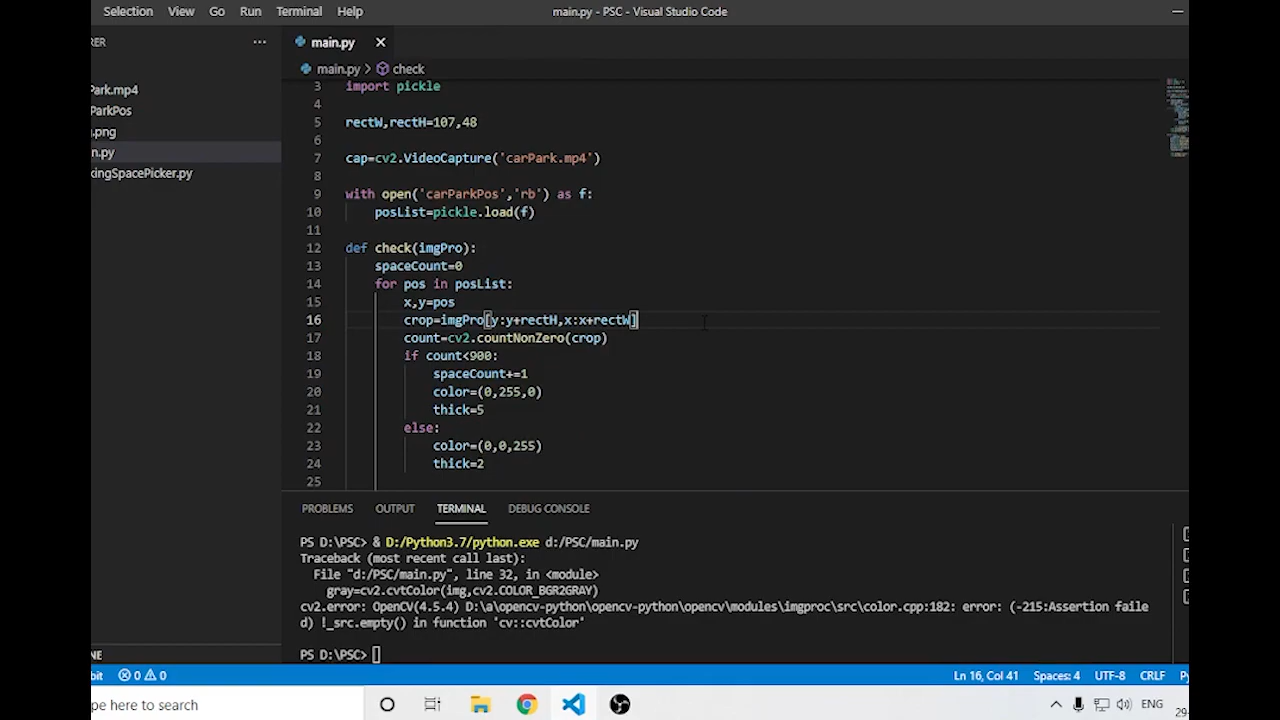 Selection View Go Run Terminal Help main.py - PSC - Visual Studio Code
RER ... main.py
main.py > check
Park.mp4
ParkPos
.png
n.py
kingSpacePicker.py
3 import pickle
4
5 rectW,rectH=107,48
6
7 cap=cv2.VideoCapture('carPark.mp4')
8
9 with open('carParkPos','rb') as f:
10 posList=pickle.load(f)
11
12 def check(imgPro):
13 spaceCount=0
14 for pos in posList:
15 x,y=pos
16 crop=imgPro[y:y+rectH,x:x+rectW]
17 count=cv2.countNonZero(crop)
18 if count<900:
19 spaceCount+=1
20 color=(0,255,0)
21 thick=5
22 else:
23 color=(0,0,255)
24 thick=2
25
PROBLEMS OUTPUT TERMINAL DEBUG CONSOLE
PS D:\PSC> & D:/Python3.7/python.exe d:/PSC/main.py
Traceback (most recent call last):
File "d:/PSC/main.py", line 32, in <module>
gray=cv2.cvtColor(img,cv2.COLOR_BGR2GRAY)
cv2.error: OpenCV(4.5.4) D:\a\opencv-python\opencv-python\opencv\modules\imgproc\src\color.cpp:182: error: (-215:Assertion faile
d) !_src.empty() in function 'cv::cvtColor'
PS D:\PSC>
NE
bit 0 0 Ln 16, Col 41 Spaces: 4 UTF-8 CRLF Py
pe here to search ENG
29-